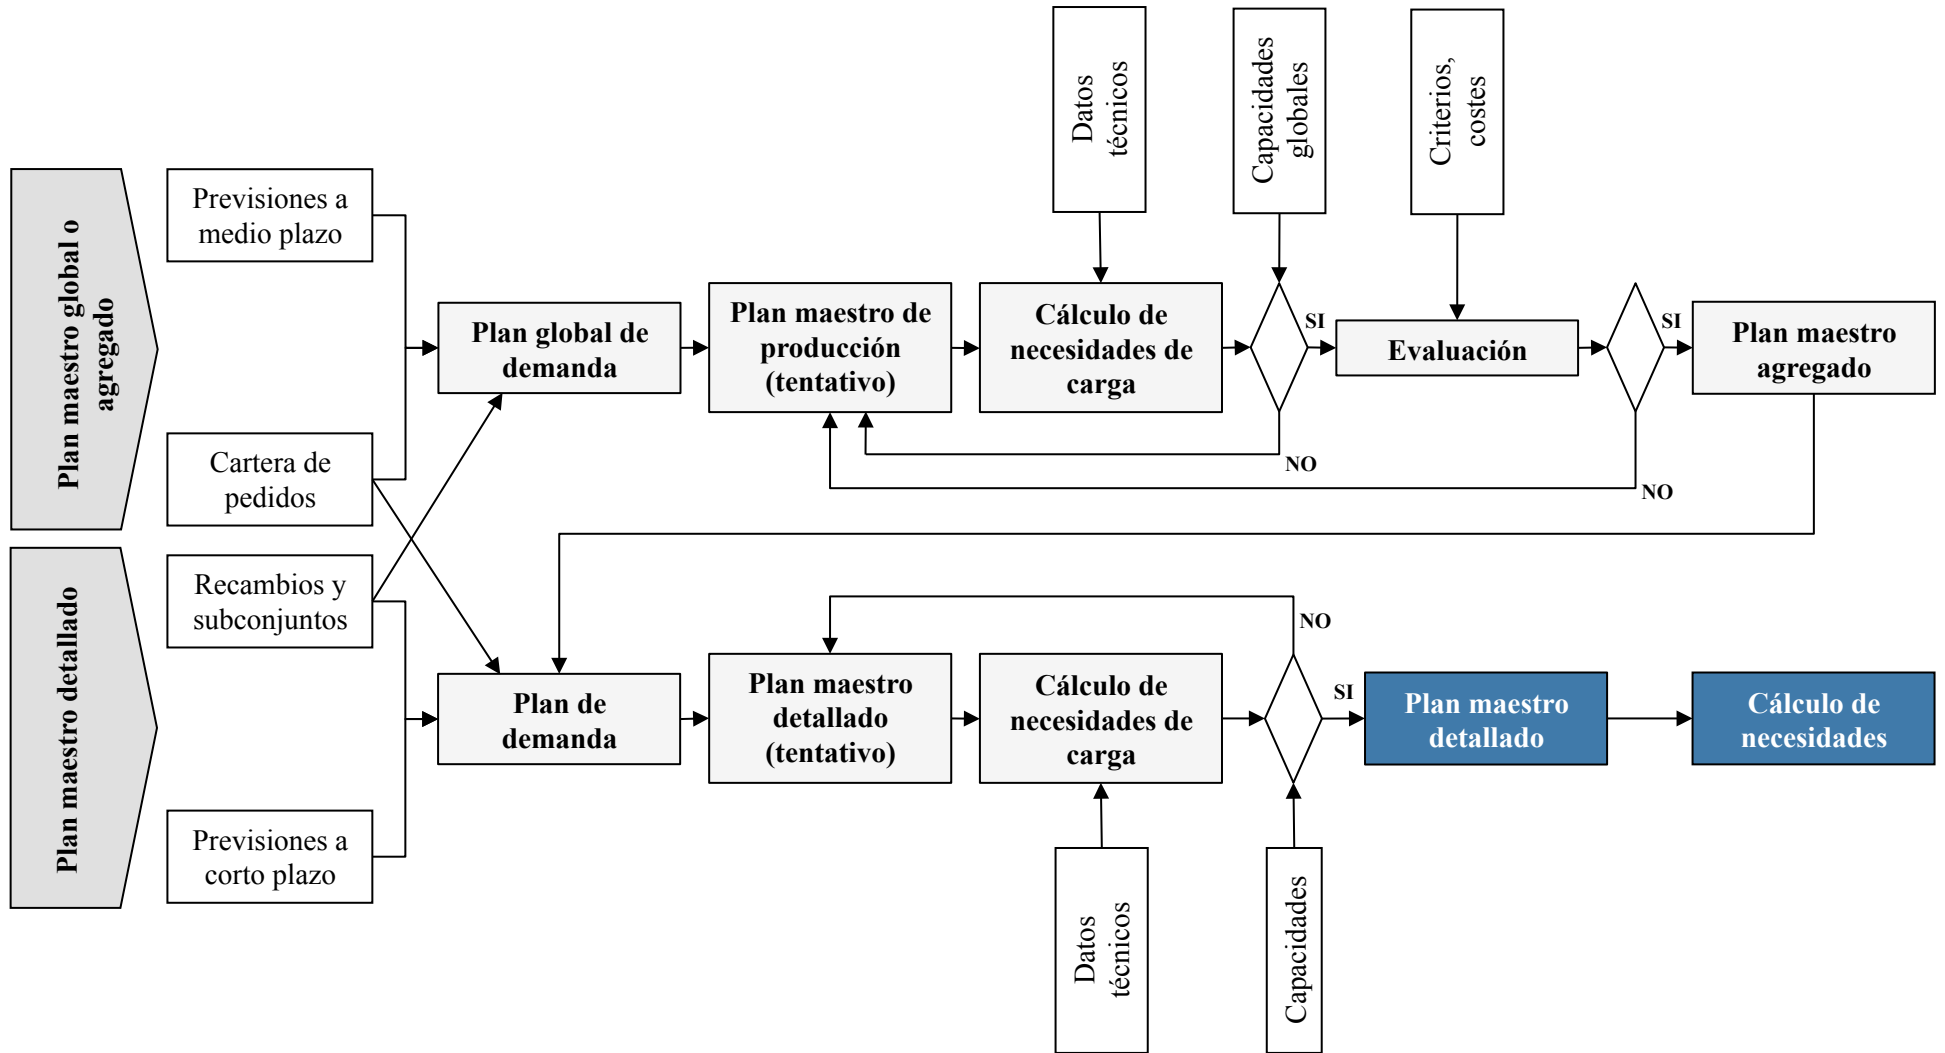 Datos
técnicos
Capacidades
globales
Criterios,
costes
Plan maestro global o
agregado
Previsiones a
medio plazo
Plan global de
demanda
Plan maestro de
producción
(tentativo)
Cálculo de
necesidades de
carga
SI
Evaluación
SI
Plan maestro
agregado
NO
NO
Cartera de
pedidos
Plan maestro detallado
Recambios y
subconjuntos
NO
Plan de
demanda
Plan maestro
detallado
(tentativo)
Cálculo de
necesidades de
carga
SI
Plan maestro
detallado
Cálculo de
necesidades
Previsiones a
corto plazo
Datos
técnicos
Capacidades